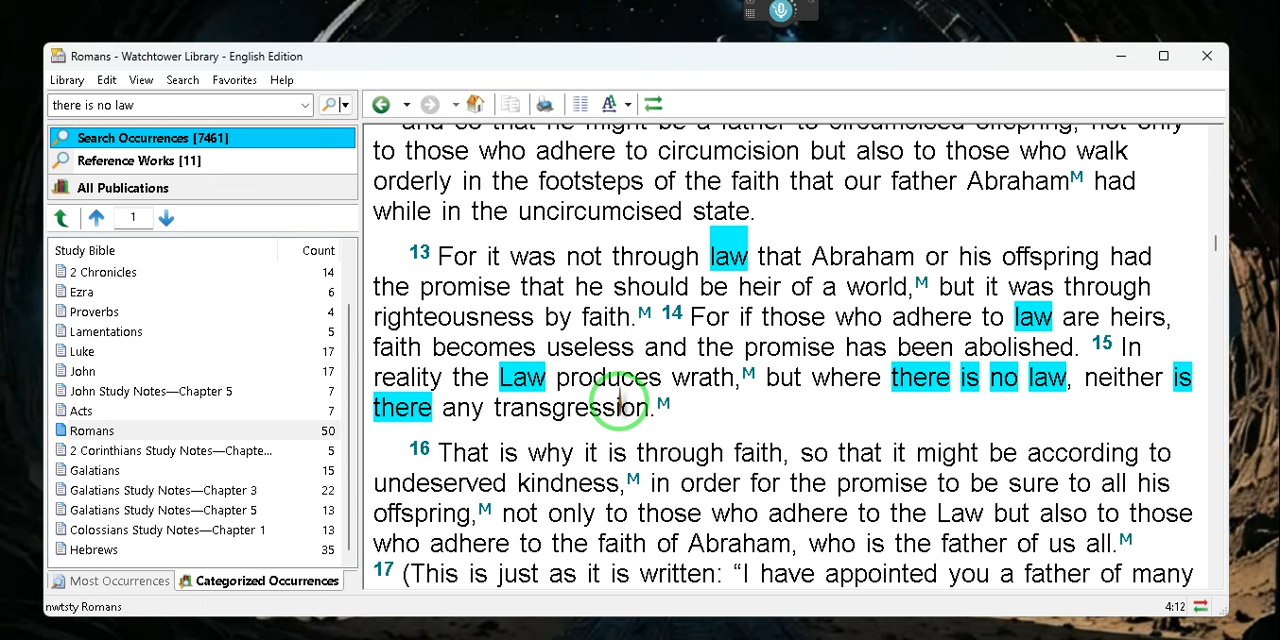 Romans - Watchtower Library - English Edition
Library Edit View Search Favorites Help
there is no law
Search Occurrences [7461]
Reference Works [11]
All Publications
1
Study Bible Count
2 Chronicles 14
Ezra 6
Proverbs 4
Lamentations 5
Luke 17
John 17
John Study Notes—Chapter 5 7
Acts 7
Romans 50
2 Corinthians Study Notes—Chapte... 5
Galatians 15
Galatians Study Notes—Chapter 3 22
Galatians Study Notes—Chapter 5 13
Colossians Study Notes—Chapter 1 13
Hebrews 35
Most Occurrences Categorized Occurrences
and so that he might be a father to circumcised offspring, not only
to those who adhere to circumcision but also to those who walk
orderly in the footsteps of the faith that our father Abrahamᴹ had
while in the uncircumcised state.
13 For it was not through law that Abraham or his offspring had
the promise that he should be heir of a world,ᴹ but it was through
righteousness by faith.ᴹ 14 For if those who adhere to law are heirs,
faith becomes useless and the promise has been abolished. 15 In
reality the Law produces wrath,ᴹ but where there is no law, neither is
there any transgression.ᴹ
16 That is why it is through faith, so that it might be according to
undeserved kindness,ᴹ in order for the promise to be sure to all his
offspring,ᴹ not only to those who adhere to the Law but also to those
who adhere to the faith of Abraham, who is the father of us all.ᴹ
17 (This is just as it is written: “I have appointed you a father of many
nwtsty Romans 4:12